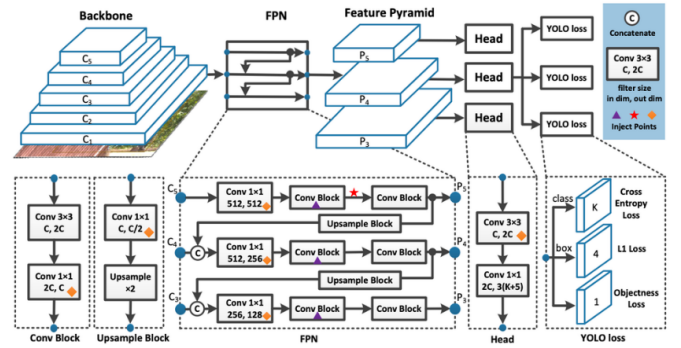 Backbone
FPN
Feature Pyramid
C5
C4
C3
C2
C1
P5
P4
P3
Head
Head
Head
YOLO loss
YOLO loss
YOLO loss
C
Concatenate
Conv 3×3
C, 2C
filter size
in dim, out dim
Inject Points
Conv 3×3
C, 2C
Conv 1×1
2C, C
Conv Block
Conv 1×1
C, C/2
Upsample
×2
Upsample Block
C5
Conv 1×1
512, 512
Conv Block
Conv Block
P5
Upsample Block
C4
C
Conv 1×1
512, 256
Conv Block
Conv Block
P4
Upsample Block
C3
C
Conv 1×1
256, 128
Conv Block
Conv Block
P3
FPN
Conv 3×3
C, 2C
Conv 1×1
2C, 3(K+5)
Head
class
K
Cross
Entropy
Loss
box
4
L1 Loss
1
Objectness
Loss
YOLO loss